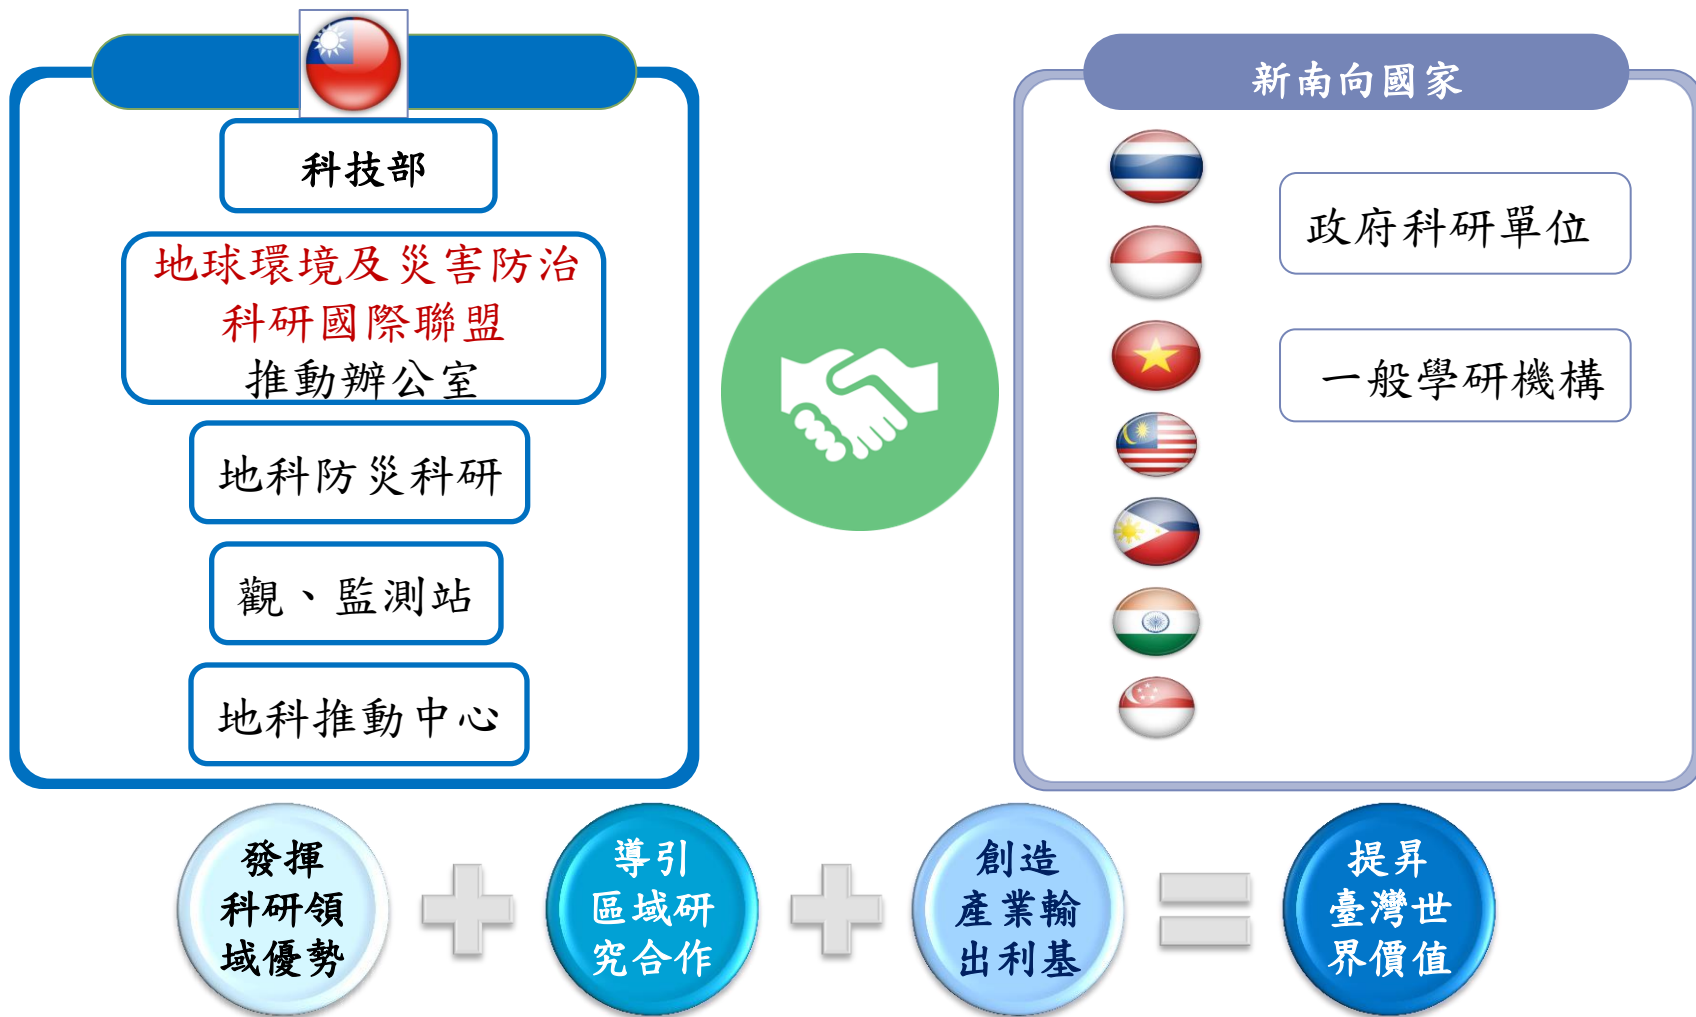 科技部
地球環境及災害防治
科研國際聯盟
推動辦公室
地科防災科研
觀、監測站
地科推動中心
新南向國家
政府科研單位
一般學研機構
發揮
科研領
域優勢
導引
區域研
究合作
創造
產業輸
出利基
提昇
臺灣世
界價值